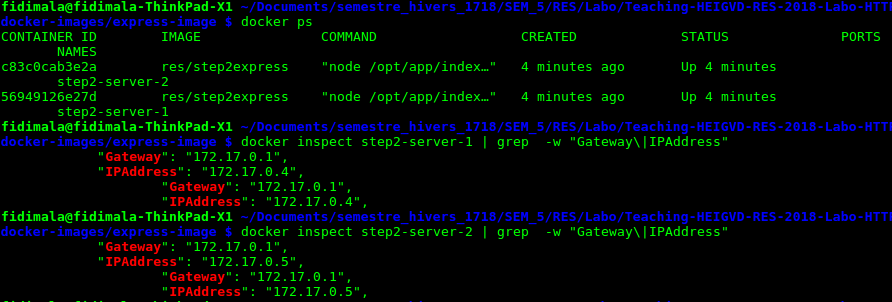 fidimala@fidimala-ThinkPad-X1 ~/Documents/semestre_hivers_1718/SEM_5/RES/Labo/Teaching-HEIGVD-RES-2018-Labo-HTT
docker-images/express-image $ docker ps
CONTAINER ID        IMAGE               COMMAND                  CREATED             STATUS              PORTS
       NAMES
c83c0cab3e2a        res/step2express    "node /opt/app/index…"   4 minutes ago       Up 4 minutes
       step2-server-2
56949126e27d        res/step2express    "node /opt/app/index…"   4 minutes ago       Up 4 minutes
       step2-server-1
fidimala@fidimala-ThinkPad-X1 ~/Documents/semestre_hivers_1718/SEM_5/RES/Labo/Teaching-HEIGVD-RES-2018-Labo-HTT
docker-images/express-image $ docker inspect step2-server-1 | grep  -w "Gateway\|IPAddress"
            "Gateway": "172.17.0.1",
            "IPAddress": "172.17.0.4",
                    "Gateway": "172.17.0.1",
                    "IPAddress": "172.17.0.4",
fidimala@fidimala-ThinkPad-X1 ~/Documents/semestre_hivers_1718/SEM_5/RES/Labo/Teaching-HEIGVD-RES-2018-Labo-HTT
docker-images/express-image $ docker inspect step2-server-2 | grep  -w "Gateway\|IPAddress"
            "Gateway": "172.17.0.1",
            "IPAddress": "172.17.0.5",
                    "Gateway": "172.17.0.1",
                    "IPAddress": "172.17.0.5",